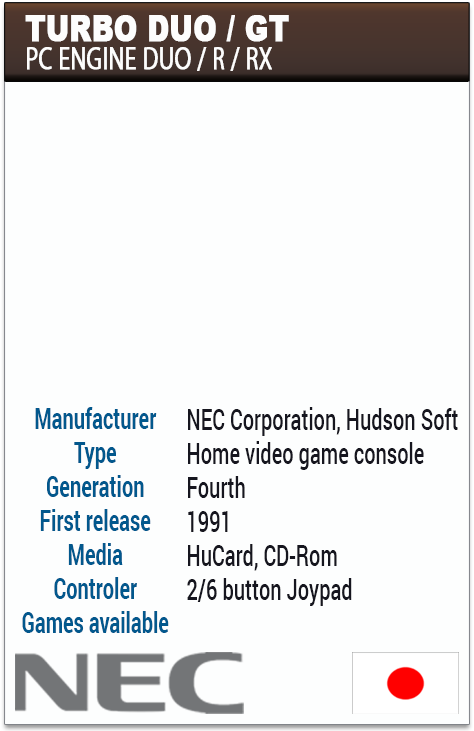 TURBO DUO / GT
PC ENGINE DUO / R / RX
Manufacturer NEC Corporation, Hudson Soft
Type Home video game console
Generation Fourth
First release 1991
Media HuCard, CD-Rom
Controler 2/6 button Joypad
Games available
NEC